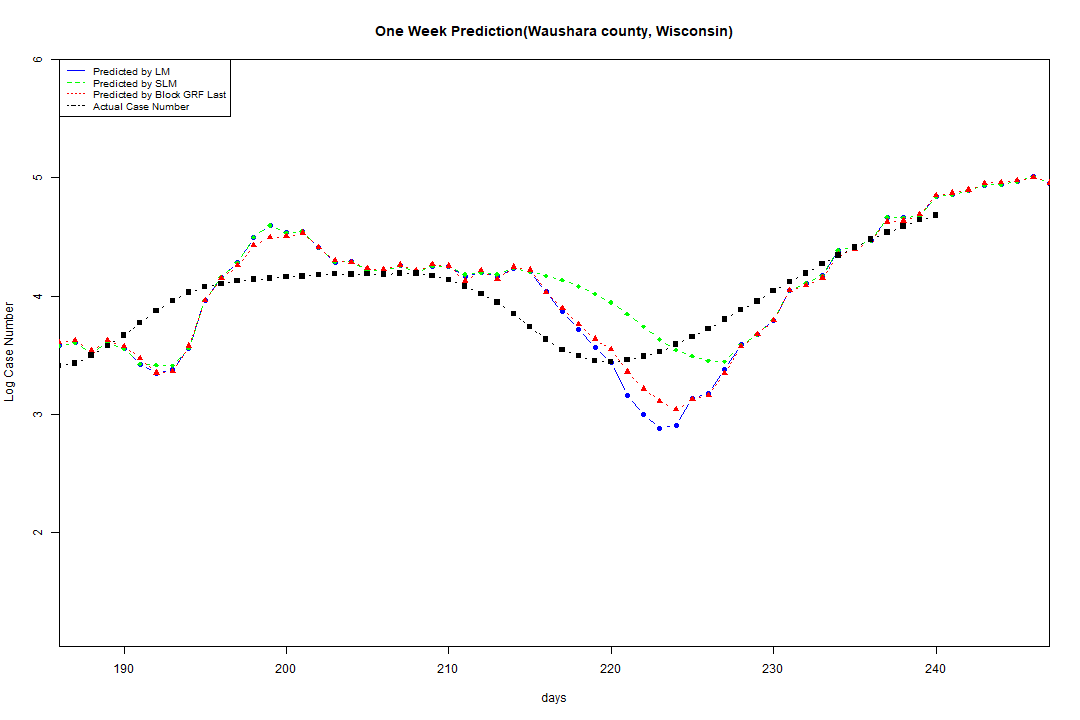 One Week Prediction(Waushara county, Wisconsin)
Predicted by LM
Predicted by SLM
Predicted by Block GRF Last
Actual Case Number
6
5
4
3
2
Log Case Number
190 200 210 220 230 240
days